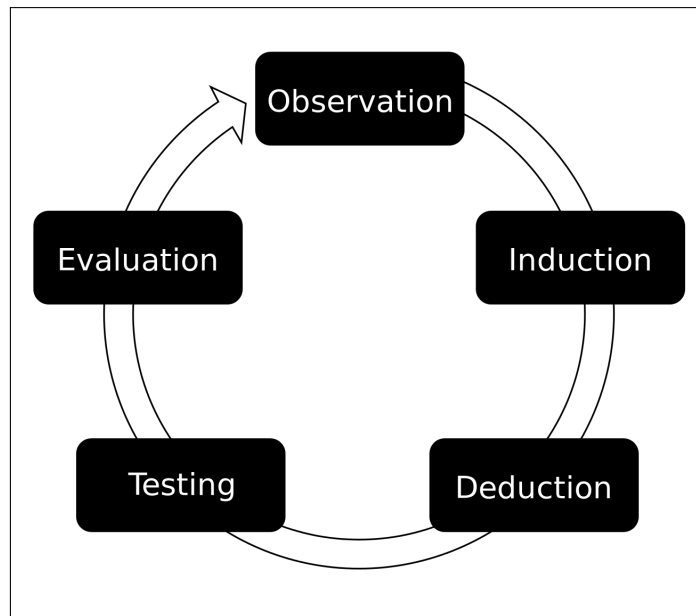 Observation
Induction
Deduction
Testing
Evaluation